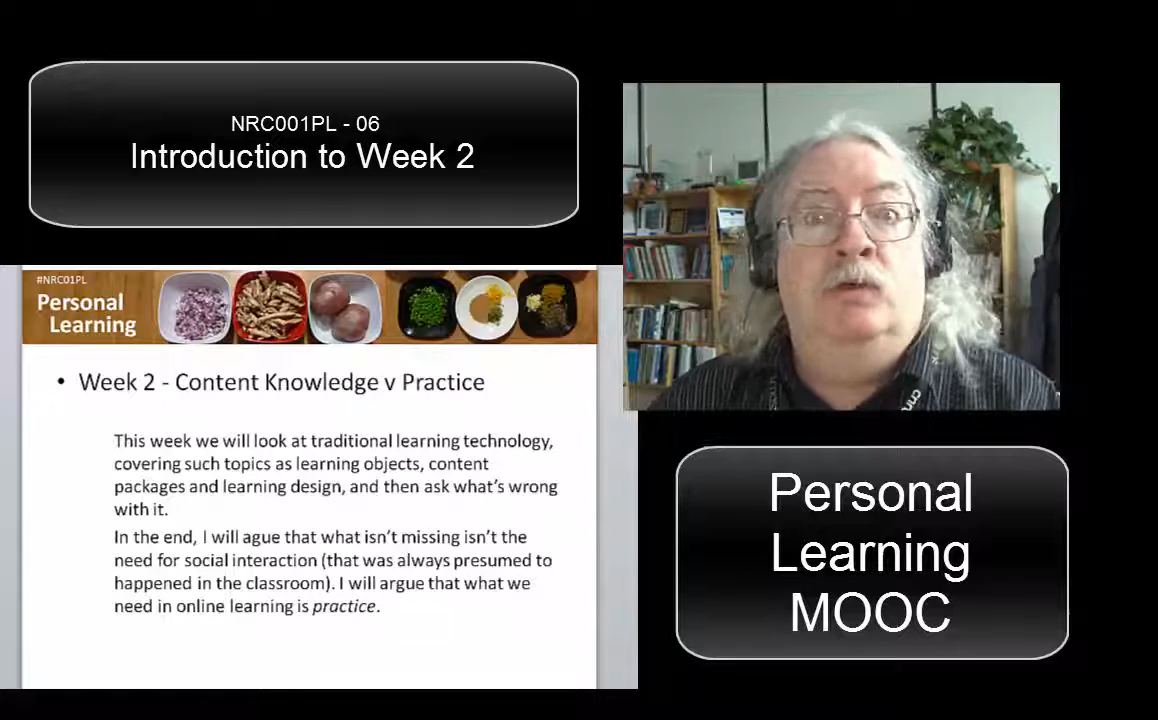 NRC001PL - 06
Introduction to Week 2
#NRC01PL
Personal
Learning
• Week 2 - Content Knowledge v Practice
This week we will look at traditional learning technology,
covering such topics as learning objects, content
packages and learning design, and then ask what's wrong
with it.
In the end, I will ague that what isn't missing isn't the
need for social interaction (that was always presumed to
happened in the classroom). I will argue that what we
need in online learning is practice.
Personal
Learning
MOOC